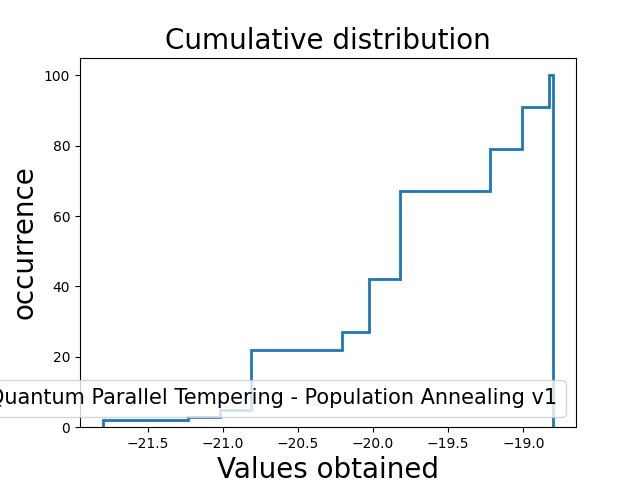 Cumulative distribution
occurrence
100
80
60
40
20
0
Quantum Parallel Tempering - Population Annealing v1
−21.5 −21.0 −20.5 −20.0 −19.5 −19.0
Values obtained